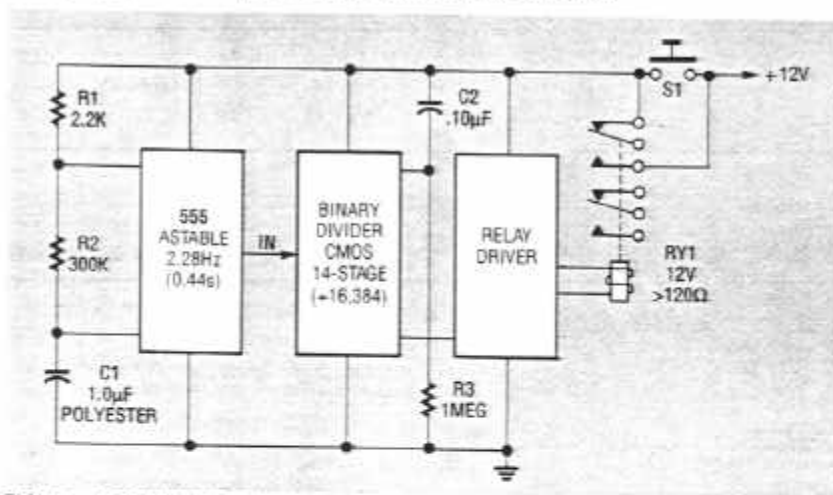 R1
2.2K
R2
300K
C1
1.0µF
POLYESTER
555
ASTABLE
2.28Hz
(0.44s)
IN
BINARY
DIVIDER
CMOS
14-STAGE
(÷16,384)
C2
.10µF
R3
1MEG
RELAY
DRIVER
S1
+12V
RY1
12V
>120Ω